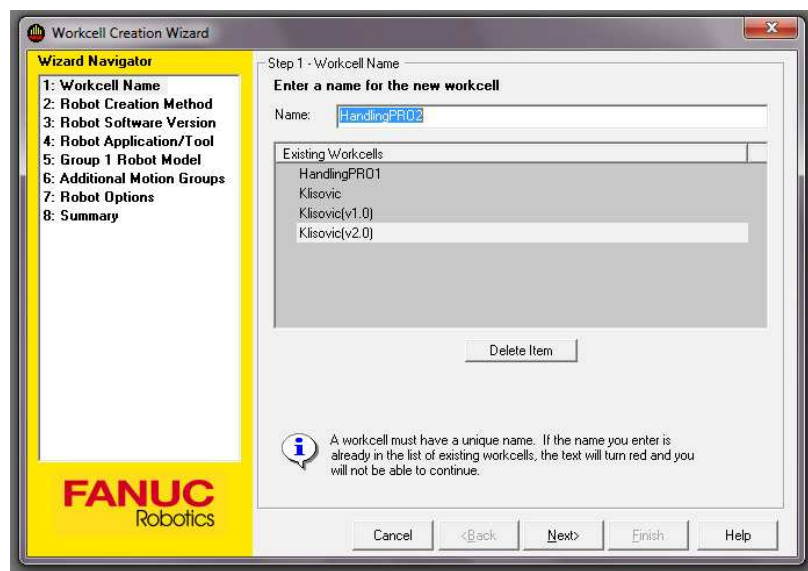 Workcell Creation Wizard
Wizard Navigator
1: Workcell Name
2: Robot Creation Method
3: Robot Software Version
4: Robot Application/Tool
5: Group 1 Robot Model
6: Additional Motion Groups
7: Robot Options
8: Summary
FANUC
Robotics
Step 1 - Workcell Name
Enter a name for the new workcell
Name: HandlingPRO2
Existing Workcells
HandlingPRO1
Klisovic
Klisovic(v1.0)
Klisovic(v2.0)
Delete Item
A workcell must have a unique name. If the name you enter is
already in the list of existing workcells, the text will turn red and you
will not be able to continue.
Cancel <Back Next> Finish Help